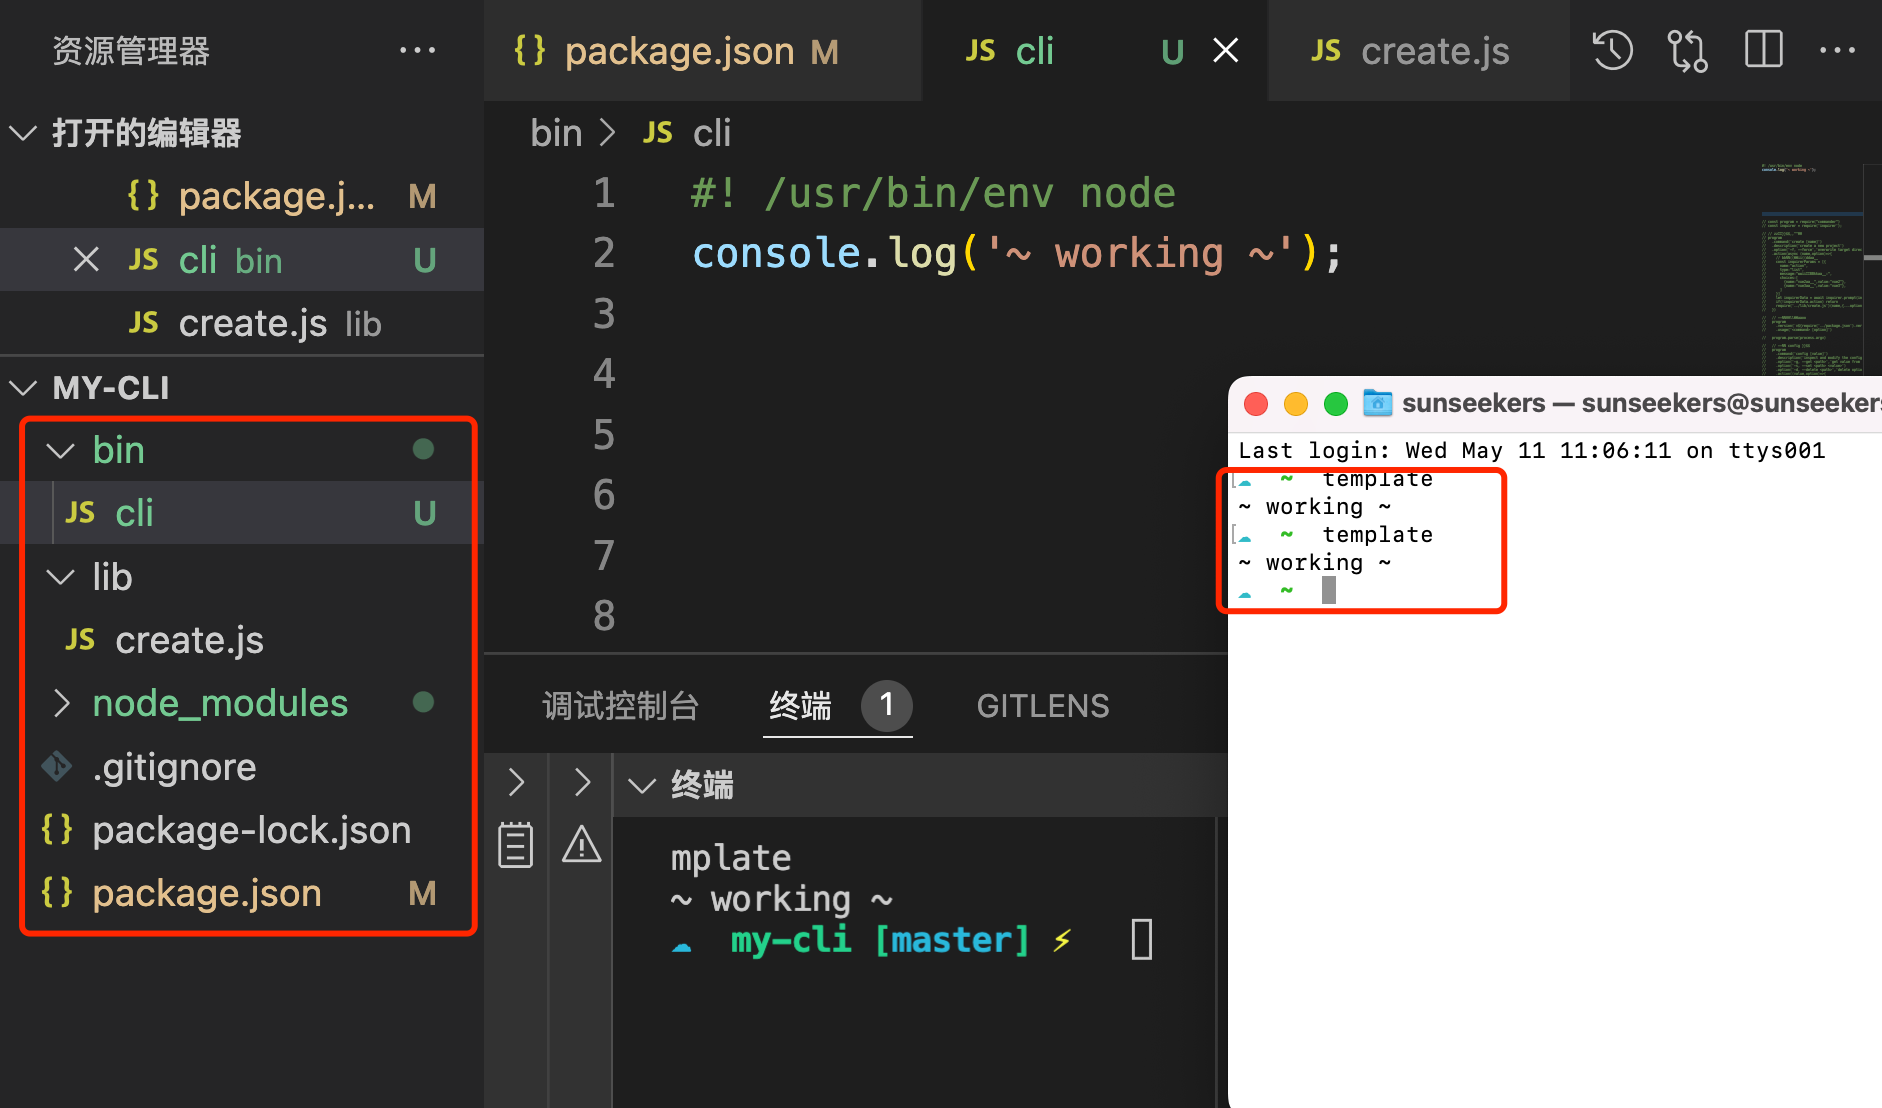 资源管理器 ···
打开的编辑器
{} package.j... M
JS cli bin U
JS create.js lib
MY-CLI
bin
JS cli U
lib
JS create.js
node_modules
.gitignore
{} package-lock.json
{} package.json M
{} package.json M
JS cli U
JS create.js
bin > JS cli
1 #! /usr/bin/env node
2 console.log('~ working ~');
3
4
5
6
7
8
调试控制台 终端 1 GITLENS
终端
mplate
~ working ~
my-cli [master] ⚡
sunseekers — sunseekers@sunseekers
Last login: Wed May 11 11:06:11 on ttys001
~ template
~ working ~
~ template
~ working ~
~